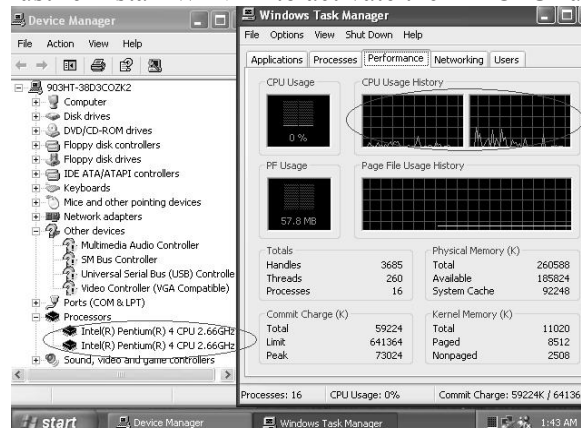 Device Manager
File Action View Help
903HT-38D3COZK2
Computer
Disk drives
DVD/CD-ROM drives
Floppy disk controllers
Floppy disk drives
IDE ATA/ATAPI controllers
Keyboards
Mice and other pointing devices
Network adapters
Other devices
Multimedia Audio Controller
SM Bus Controller
Universal Serial Bus (USB) Controlle
Video Controller (VGA Compatible)
Ports (COM & LPT)
Processors
Intel(R) Pentium(R) 4 CPU 2.66GHz
Intel(R) Pentium(R) 4 CPU 2.66GHz
Sound, video and game controllers
Windows Task Manager
File Options View Shut Down Help
Applications Processes Performance Networking Users
CPU Usage CPU Usage History
0 %
PF Usage Page File Usage History
57.8 MB
Totals
Handles 3685
Threads 260
Processes 16
Physical Memory (K)
Total 260588
Available 185824
System Cache 92248
Commit Charge (K)
Total 59224
Limit 641364
Peak 73024
Kernel Memory (K)
Total 11020
Paged 8512
Nonpaged 2508
Processes: 16 CPU Usage: 0% Commit Charge: 59224K / 64136
start Device Manager Windows Task Manager 1:43 AM